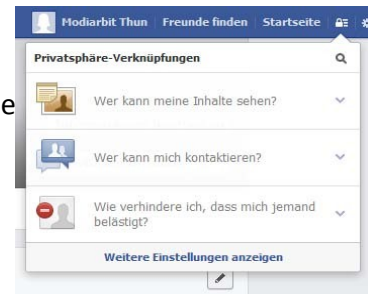 Modiarbit Thun Freunde finden Startseite
Privatsphäre-Verknüpfungen
e
Wer kann meine Inhalte sehen?
Wer kann mich kontaktieren?
Wie verhindere ich, dass mich jemand
belästigt?
Weitere Einstellungen anzeigen